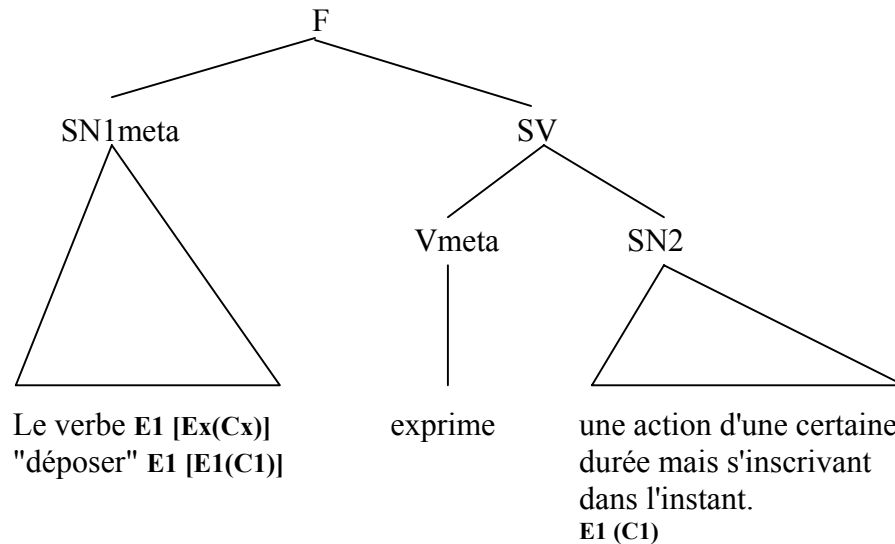 F
SN1meta SV
Vmeta SN2
Le verbe E1 [Ex(Cx)] exprime une action d'une certaine
"déposer" E1 [E1(C1)] durée mais s'inscrivant
dans l'instant.
E1 (C1)